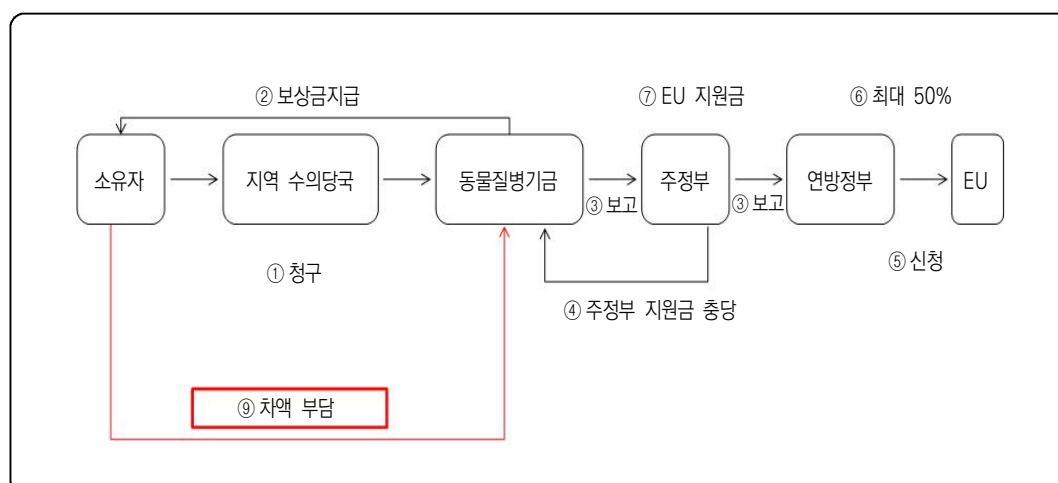 ② 보상금지급
⑦ EU 지원금
⑥ 최대 50%
소유자
지역 수의당국
동물질병기금
주정부
연방정부
EU
③ 보고
③ 보고
① 청구
⑤ 신청
④ 주정부 지원금 충당
⑨ 차액 부담